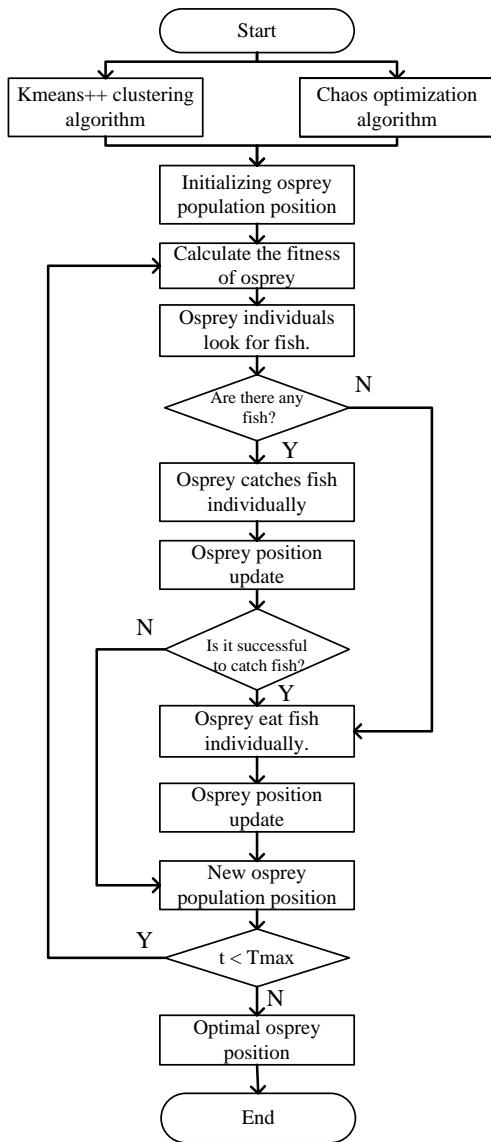 Start
Kmeans++ clustering
algorithm
Chaos optimization
algorithm
Initializing osprey
population position
Calculate the fitness
of osprey
Osprey individuals
look for fish.
N
Are there any
fish?
Y
Osprey catches fish
individually
Osprey position
update
N
Is it successful
to catch fish?
Y
Osprey eat fish
individually.
Osprey position
update
New osprey
population position
Y
t < Tmax
N
Optimal osprey
position
End